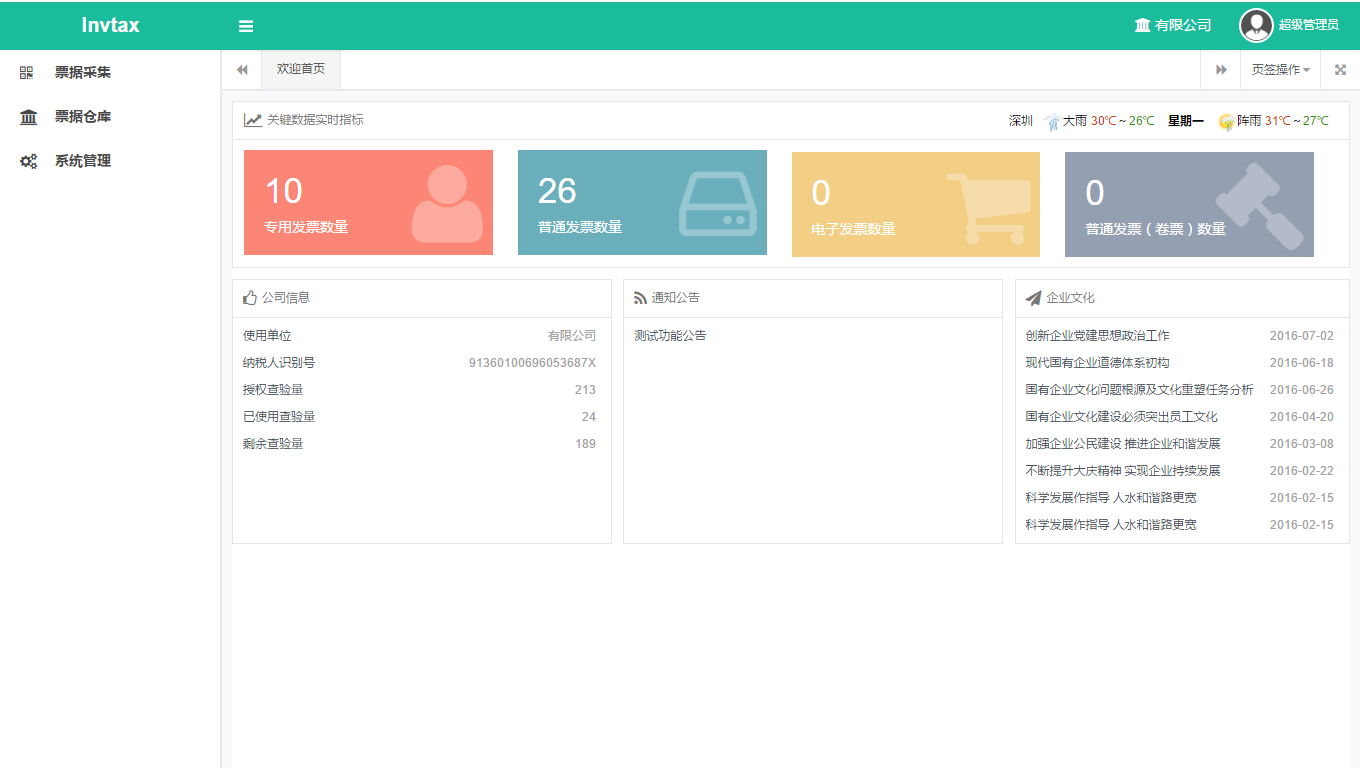 Invtax
有限公司 超级管理员
票据采集
票据仓库
系统管理
欢迎首页
页签操作
关键数据实时指标
深圳 大雨 30℃~26℃ 星期一 阵雨 31℃~27℃
10
专用发票数量
26
普通发票数量
0
电子发票数量
0
普通发票(卷票)数量
公司信息
使用单位 有限公司
纳税人识别号 91360100696053687X
授权查验量 213
已使用查验量 24
剩余查验量 189
通知公告
测试功能公告
企业文化
创新企业党建思想政治工作 2016-07-02
现代国有企业道德体系初构 2016-06-18
国有企业文化问题根源及文化重塑任务分析 2016-06-26
国有企业文化建设必须突出员工文化 2016-04-20
加强企业公民建设 推进企业和谐发展 2016-03-08
不断提升大庆精神 实现企业持续发展 2016-02-22
科学发展作指导 人水和谐路更宽 2016-02-15
科学发展作指导 人水和谐路更宽 2016-02-15